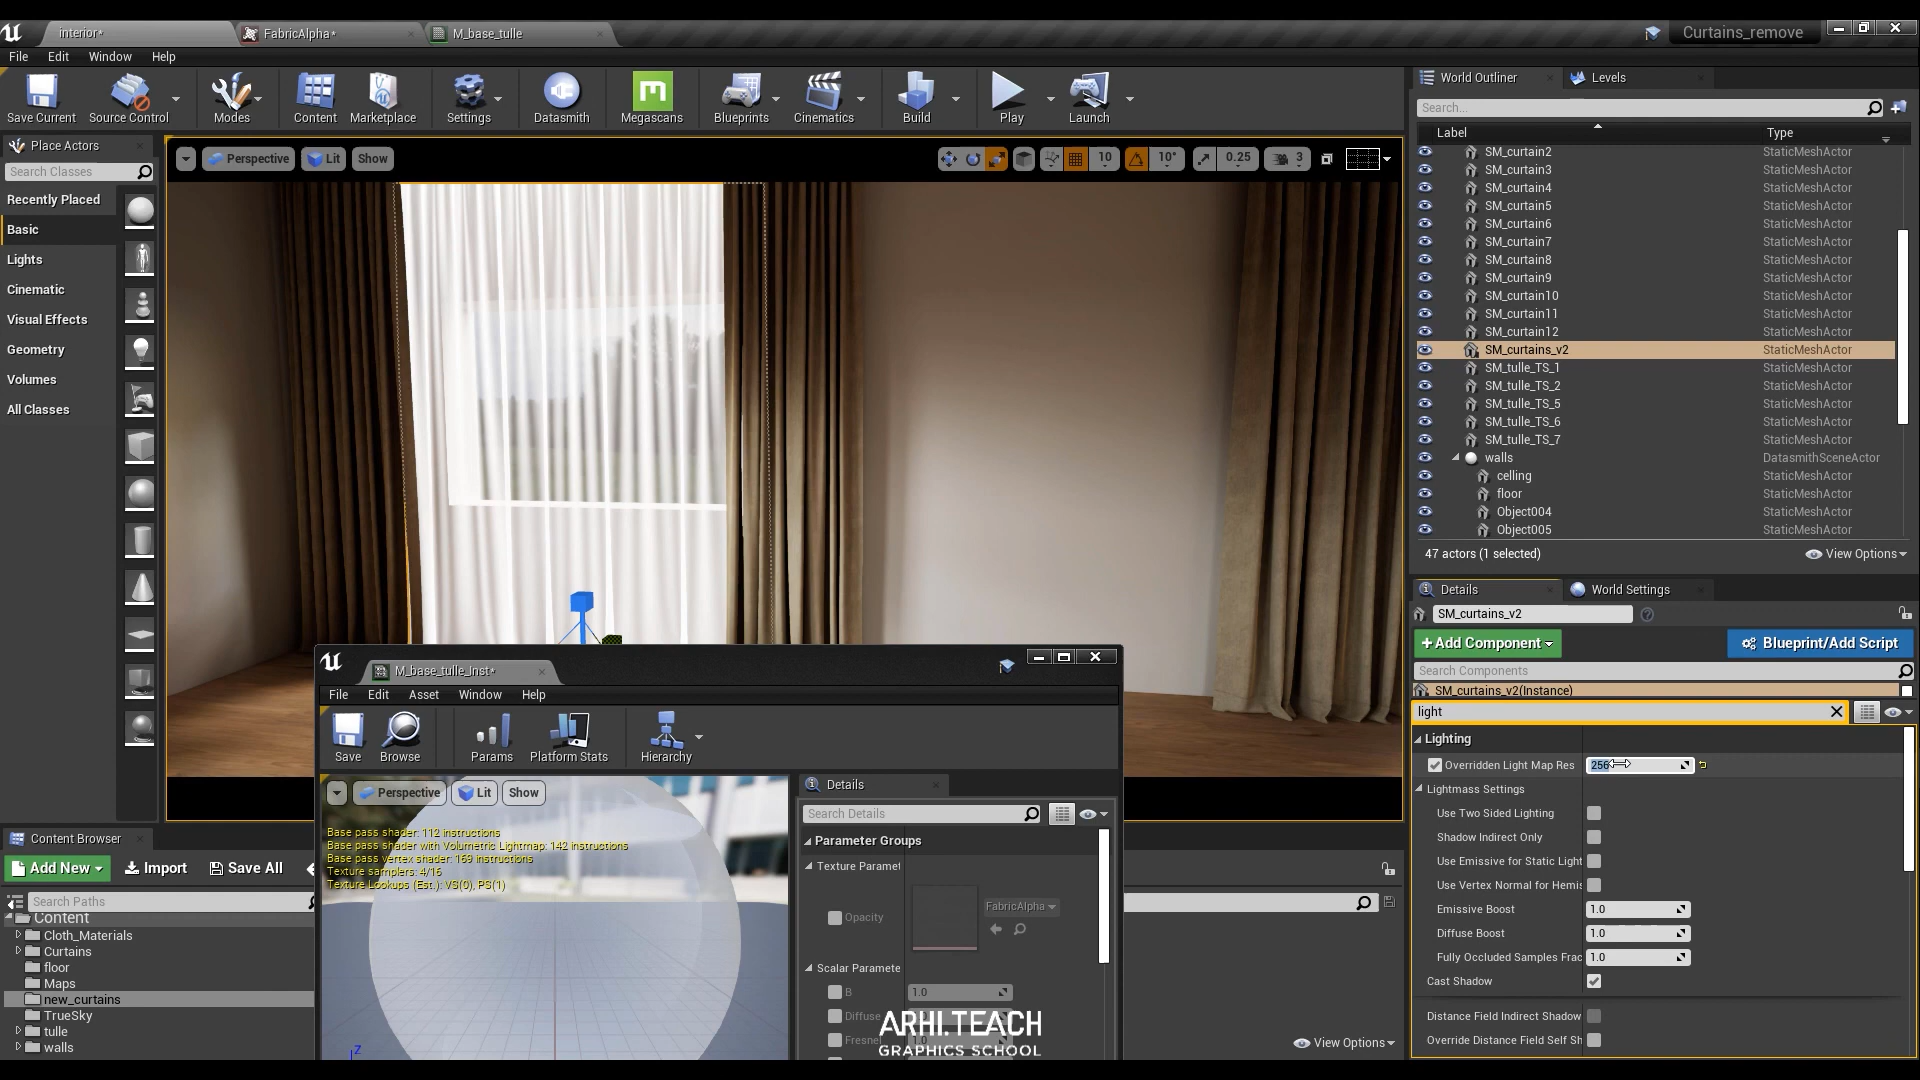 interior*
FabricAlpha*
M_base_tulle
Curtains_remove
File Edit Window Help
Save Current
Source Control
Modes
Content
Marketplace
Settings
Datasmith
Megascans
Blueprints
Cinematics
Build
Play
Launch
Place Actors
Search Classes
Recently Placed
Basic
Lights
Cinematic
Visual Effects
Geometry
Volumes
All Classes
Perspective Lit Show
10 10° 0.25 3
World Outliner Levels
Search...
Label Type
SM_curtain2 StaticMeshActor
SM_curtain3 StaticMeshActor
SM_curtain4 StaticMeshActor
SM_curtain5 StaticMeshActor
SM_curtain6 StaticMeshActor
SM_curtain7 StaticMeshActor
SM_curtain8 StaticMeshActor
SM_curtain9 StaticMeshActor
SM_curtain10 StaticMeshActor
SM_curtain11 StaticMeshActor
SM_curtain12 StaticMeshActor
SM_curtains_v2 StaticMeshActor
SM_tulle_TS_1 StaticMeshActor
SM_tulle_TS_2 StaticMeshActor
SM_tulle_TS_5 StaticMeshActor
SM_tulle_TS_6 StaticMeshActor
SM_tulle_TS_7 StaticMeshActor
walls DatasmithSceneActor
celling StaticMeshActor
floor StaticMeshActor
Object004 StaticMeshActor
Object005 StaticMeshActor
47 actors (1 selected) View Options
Details World Settings
SM_curtains_v2
+Add Component Blueprint/Add Script
Search Components
SM_curtains_v2(Instance)
light
Lighting
Overridden Light Map Res 256
Lightmass Settings
Use Two Sided Lighting
Shadow Indirect Only
Use Emissive for Static Light
Use Vertex Normal for Hemis
Emissive Boost 1.0
Diffuse Boost 1.0
Fully Occluded Samples Frac 1.0
Cast Shadow
Distance Field Indirect Shadow
Override Distance Field Self Sh
M_base_tulle_Inst*
File Edit Asset Window Help
Save
Browse
Params
Platform Stats
Hierarchy
Perspective Lit Show
Base pass shader: 112 instructions
Base pass shader with Volumetric Lightmap: 142 instructions
Base pass vertex shader: 169 instructions
Texture samplers: 4/16
Texture Lookups (Est.): VS(0), PS(1)
Z
Details
Search Details
Parameter Groups
Texture Paramet
Opacity
FabricAlpha
Scalar Paramete
B 1.0
Diffuse
Fresnel
ARHI.TEACH
GRAPHICS SCHOOL
View Options
Content Browser
Add New Import Save All
Search Paths
Content
Cloth_Materials
Curtains
floor
Maps
new_curtains
TrueSky
tulle
walls